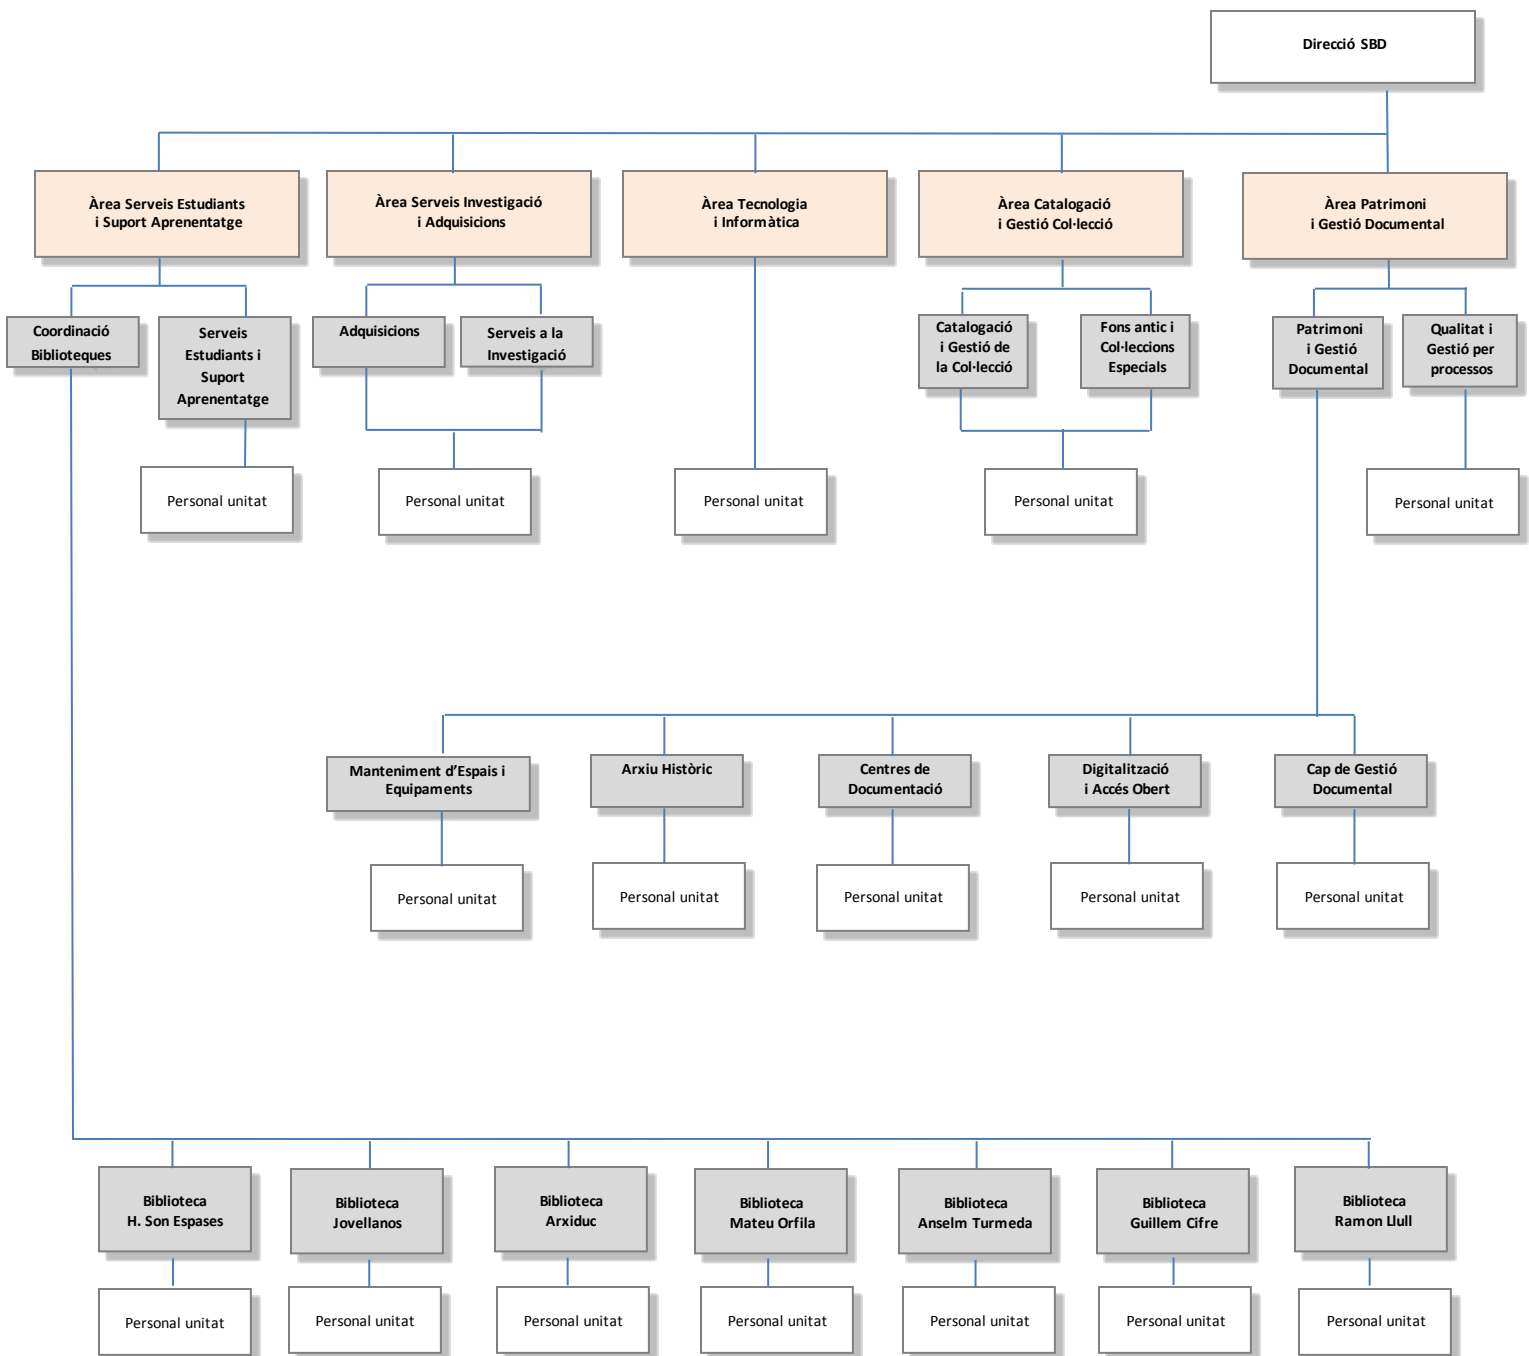 Direcció SBD
Àrea Serveis Estudiants
i Suport Aprenentatge
Àrea Serveis Investigació
i Adquisicions
Àrea Tecnologia
i Informàtica
Àrea Catalogació
i Gestió Col·lecció
Àrea Patrimoni
i Gestió Documental
Coordinació
Biblioteques
Serveis
Estudiants i
Suport
Aprenentatge
Adquisicions
Serveis a la
Investigació
Catalogació
i Gestió de
la Col·lecció
Fons antic i
Col·leccions
Especials
Patrimoni
i Gestió
Documental
Qualitat i
Gestió per
processos
Personal unitat
Personal unitat
Personal unitat
Personal unitat
Personal unitat
Manteniment d’Espais i
Equipaments
Arxiu Històric
Centres de
Documentació
Digitalització
i Accés Obert
Cap de Gestió
Documental
Personal unitat
Personal unitat
Personal unitat
Personal unitat
Personal unitat
Biblioteca
H. Son Espases
Biblioteca
Jovellanos
Biblioteca
Arxiduc
Biblioteca
Mateu Orfila
Biblioteca
Anselm Turmeda
Biblioteca
Guillem Cifre
Biblioteca
Ramon Llull
Personal unitat
Personal unitat
Personal unitat
Personal unitat
Personal unitat
Personal unitat
Personal unitat